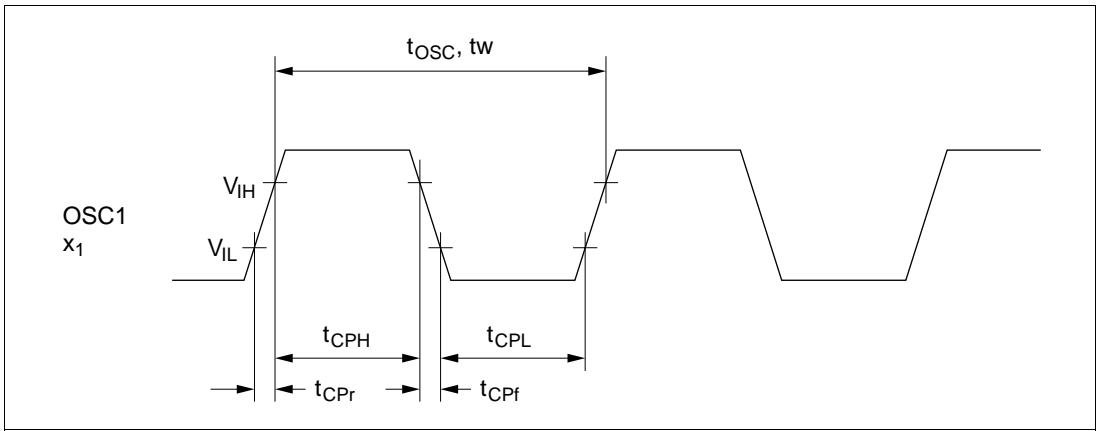 tOSC, tw
VIH
OSC1
x1
VIL
tCPH
tCPL
tCPr
tCPf